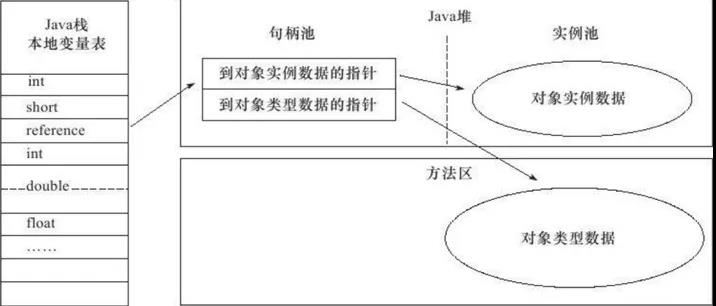 Java栈
本地变量表
int
short
reference
int
double
float
……
Java堆
句柄池
实例池
到对象实例数据的指针
到对象类型数据的指针
对象实例数据
方法区
对象类型数据